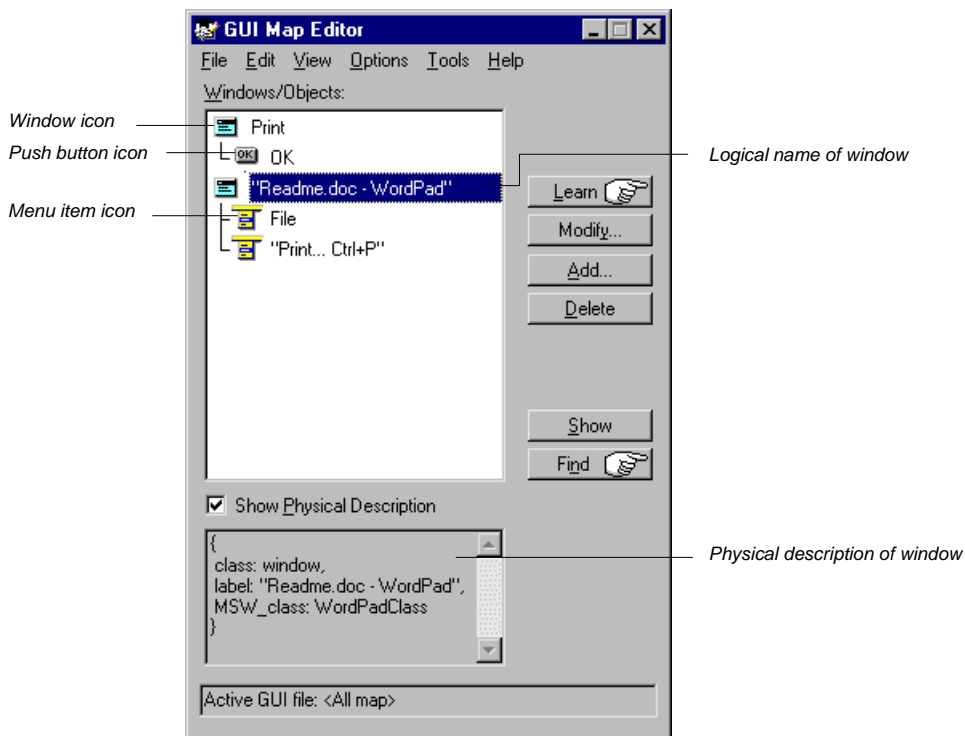 GUI Map Editor
File Edit View Options Tools Help
Windows/Objects:
Window icon
Print
Push button icon
OK
OK
Logical name of window
"Readme.doc - WordPad"
Learn
Menu item icon
File
Modify...
"Print... Ctrl+P"
Add...
Delete
Show
Find
Show Physical Description
{
class: window,
label: "Readme.doc - WordPad",
MSW_class: WordPadClass
}
Physical description of window
Active GUI file: <All map>